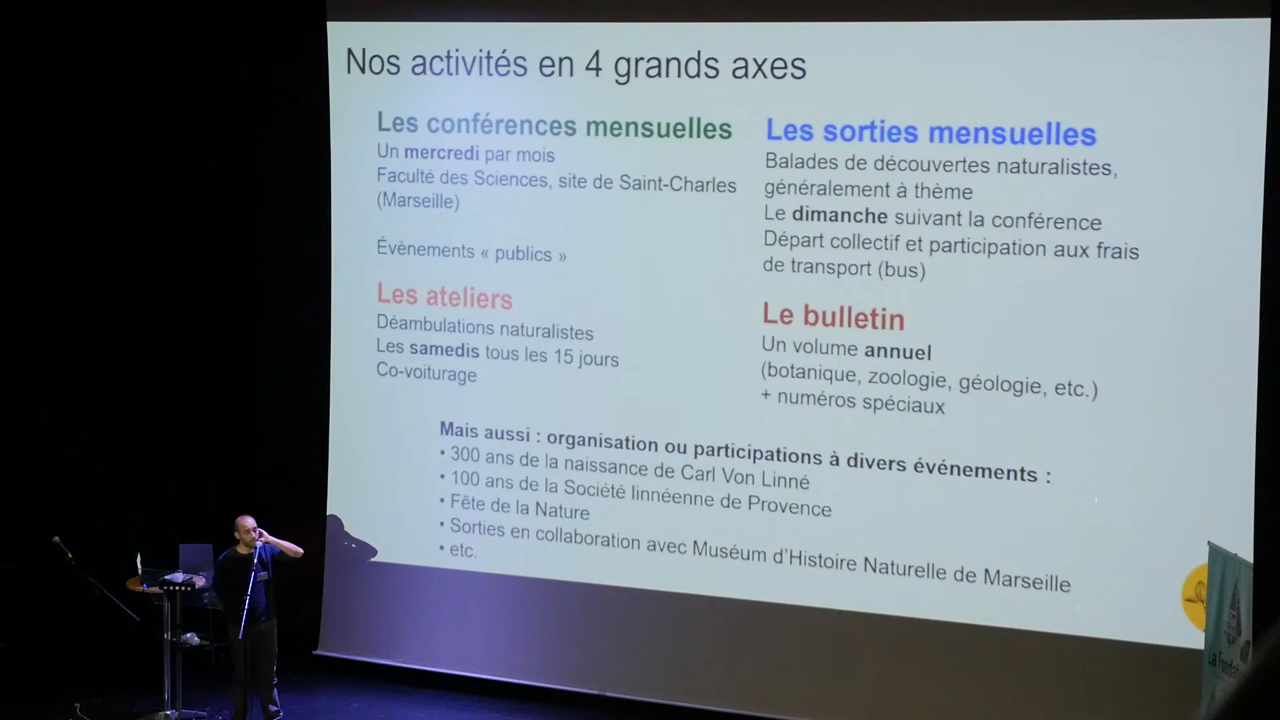 Nos activités en 4 grands axes
Les conférences mensuelles
Un mercredi par mois
Faculté des Sciences, site de Saint-Charles
(Marseille)
Évènements « publics »
Les sorties mensuelles
Balades de découvertes naturalistes,
généralement à thème
Le dimanche suivant la conférence
Départ collectif et participation aux frais
de transport (bus)
Les ateliers
Déambulations naturalistes
Les samedis tous les 15 jours
Co-voiturage
Le bulletin
Un volume annuel
(botanique, zoologie, géologie, etc.)
+ numéros spéciaux
Mais aussi : organisation ou participations à divers événements :
• 300 ans de la naissance de Carl Von Linné
• 100 ans de la Société linnéenne de Provence
• Fête de la Nature
• Sorties en collaboration avec Muséum d'Histoire Naturelle de Marseille
• etc.
La